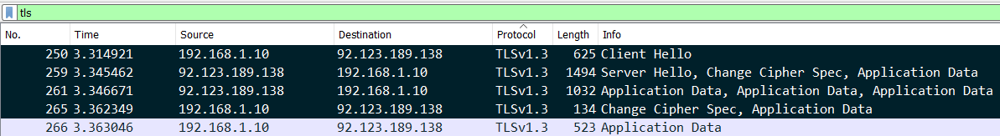 tls
No. Time Source Destination Protocol Length Info
250 3.314921 192.168.1.10 92.123.189.138 TLSv1.3 625 Client Hello
259 3.345462 92.123.189.138 192.168.1.10 TLSv1.3 1494 Server Hello, Change Cipher Spec, Application Data
261 3.346671 92.123.189.138 192.168.1.10 TLSv1.3 1032 Application Data, Application Data, Application Data
265 3.362349 192.168.1.10 92.123.189.138 TLSv1.3 134 Change Cipher Spec, Application Data
266 3.363046 192.168.1.10 92.123.189.138 TLSv1.3 523 Application Data